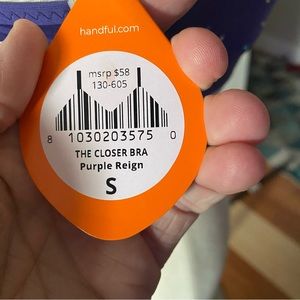 handful.com
msrp $58
130-605
8 1030203575 0
THE CLOSER BRA
Purple Reign
S